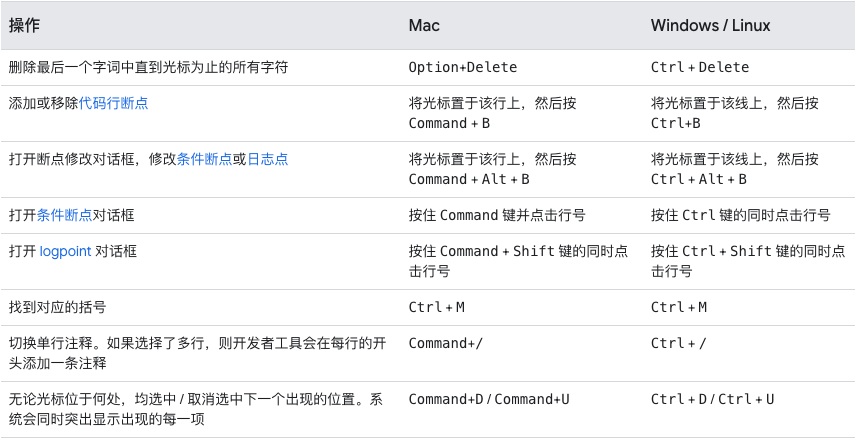 操作 Mac Windows / Linux
删除最后一个字词中直到光标为止的所有字符 Option+Delete Ctrl + Delete
添加或移除代码行断点 将光标置于该行上，然后按 将光标置于该线上，然后按
Command + B Ctrl+B
打开断点修改对话框，修改条件断点或日志点 将光标置于该行上，然后按 将光标置于该线上，然后按
Command + Alt + B Ctrl + Alt + B
打开条件断点对话框 按住 Command 键并点击行号 按住 Ctrl 键的同时点击行号
打开 logpoint 对话框 按住 Command + Shift 键的同时点 按住 Ctrl + Shift 键的同时点
击行号 击行号
找到对应的括号 Ctrl + M Ctrl + M
切换单行注释。如果选择了多行，则开发者工具会在每行的开 Command+/ Ctrl + /
头添加一条注释
无论光标位于何处，均选中 / 取消选中下一个出现的位置。系 Command+D / Command+U Ctrl + D / Ctrl + U
统会同时突出显示出现的每一项